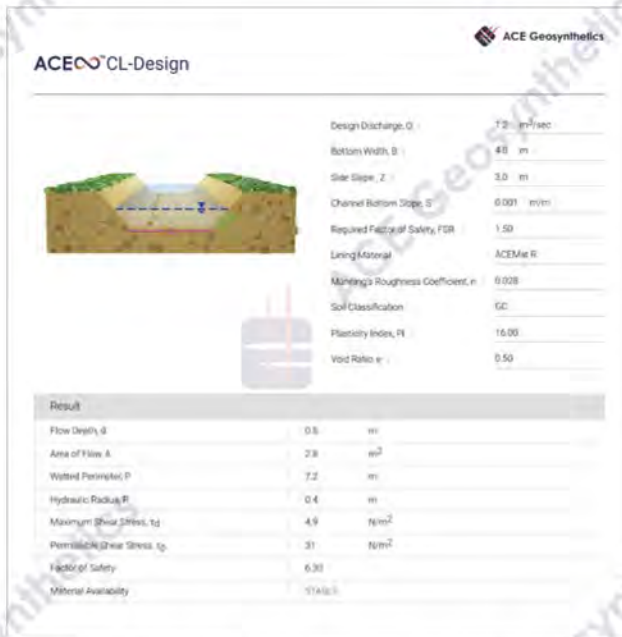 ACE Geosynthetics
ACE™CL-Design
Design Discharge, Q : 1.2 m³/sec
Bottom Width, B : 4.0 m
Side Slope, Z : 3.0 m
Channel Bottom Slope, S 0.001 m/m
Required Factor of Safety, FSR : 1.50
Lining Material ACEMat R
Manning's Roughness Coefficient, n : 0.028
Soil Classification GC
Plasticity Index, PI : 16.00
Void Ratio e : 0.50
Result
Flow Depth, d : 0.5 m
Area of Flow A : 2.8 m²
Wetted Perimeter, P : 7.2 m
Hydraulic Radius, R : 0.4 m
Maximum Shear Stress, τd : 4.9 N/m²
Permissible Shear Stress, τp : 31 N/m²
Factor of Safety : 6.30
Material Availability : STABLE
ACE Geosynthetics